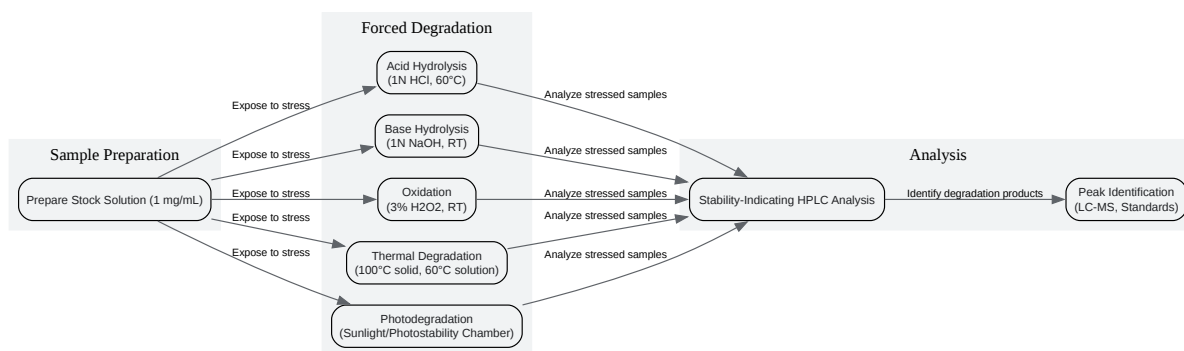 Forced Degradation
Acid Hydrolysis
(1N HCl, 60°C)
Expose to stress
Analyze stressed samples
Base Hydrolysis
(1N NaOH, RT)
Sample Preparation
Expose to stress
Analyze stressed samples
Analysis
Prepare Stock Solution (1 mg/mL)
Expose to stress
Oxidation
(3% H2O2, RT)
Analyze stressed samples
Stability-Indicating HPLC Analysis
Identify degradation products
Peak Identification
(LC-MS, Standards)
Expose to stress
Analyze stressed samples
Thermal Degradation
(100°C solid, 60°C solution)
Expose to stress
Analyze stressed samples
Photodegradation
(Sunlight/Photostability Chamber)